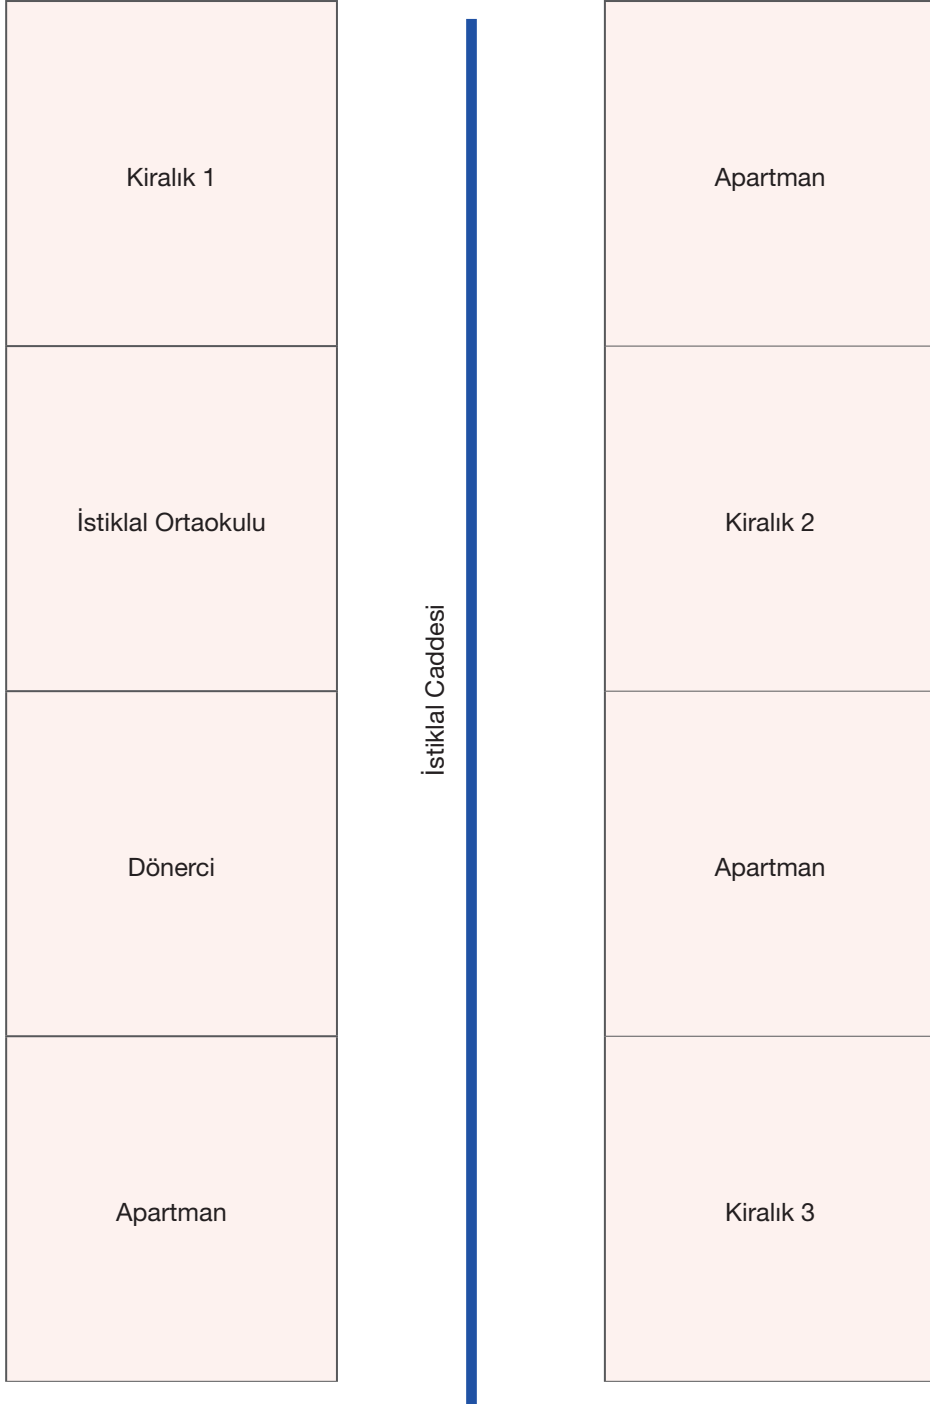 Kiralık 1
Apartman
İstiklal Ortaokulu
Kiralık 2
İstiklal Caddesi
Dönerci
Apartman
Apartman
Kiralık 3